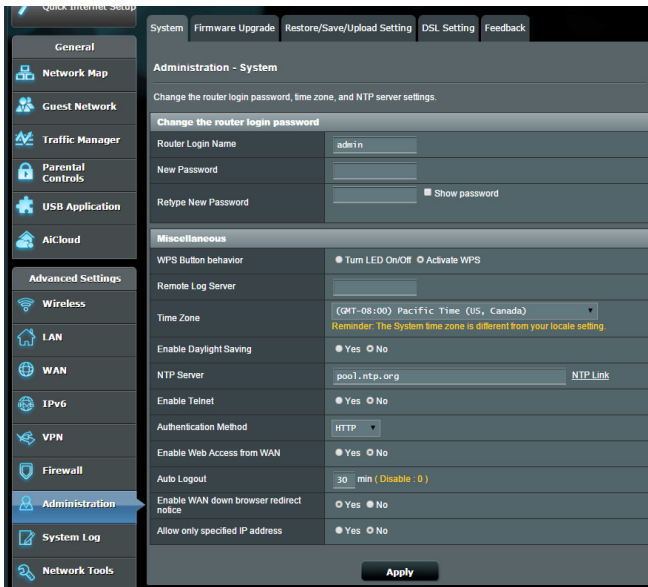 Quick Internet Setup
General
Network Map
Guest Network
Traffic Manager
Parental
Controls
USB Application
AiCloud
Advanced Settings
Wireless
LAN
WAN
IPv6
VPN
Firewall
Administration
System Log
Network Tools
System
Firmware Upgrade
Restore/Save/Upload Setting
DSL Setting
Feedback
Administration - System
Change the router login password, time zone, and NTP server settings.
Change the router login password
Router Login Name admin
New Password
Retype New Password Show password
Miscellaneous
WPS Button behavior Turn LED On/Off Activate WPS
Remote Log Server
Time Zone (GMT-08:00) Pacific Time (US, Canada)
Reminder: The System time zone is different from your locale setting.
Enable Daylight Saving Yes No
NTP Server pool.ntp.org NTP Link
Enable Telnet Yes No
Authentication Method HTTP
Enable Web Access from WAN Yes No
Auto Logout 30 min ( Disable : 0 )
Enable WAN down browser redirect
notice Yes No
Allow only specified IP address Yes No
Apply